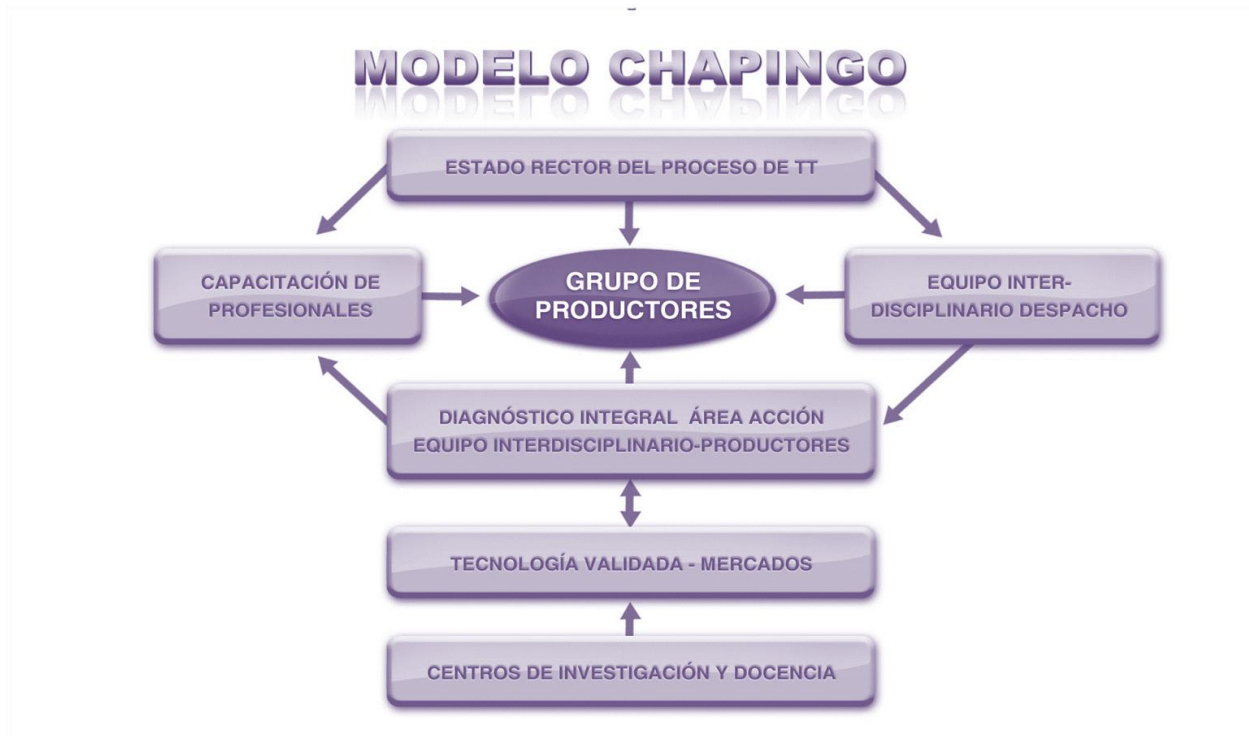 MODELO CHAPINGO
ESTADO RECTOR DEL PROCESO DE TT
CAPACITACIÓN DE
PROFESIONALES
GRUPO DE
PRODUCTORES
EQUIPO INTER-
DISCIPLINARIO DESPACHO
DIAGNÓSTICO INTEGRAL ÁREA ACCIÓN
EQUIPO INTERDISCIPLINARIO-PRODUCTORES
TECNOLOGÍA VALIDADA - MERCADOS
CENTROS DE INVESTIGACIÓN Y DOCENCIA